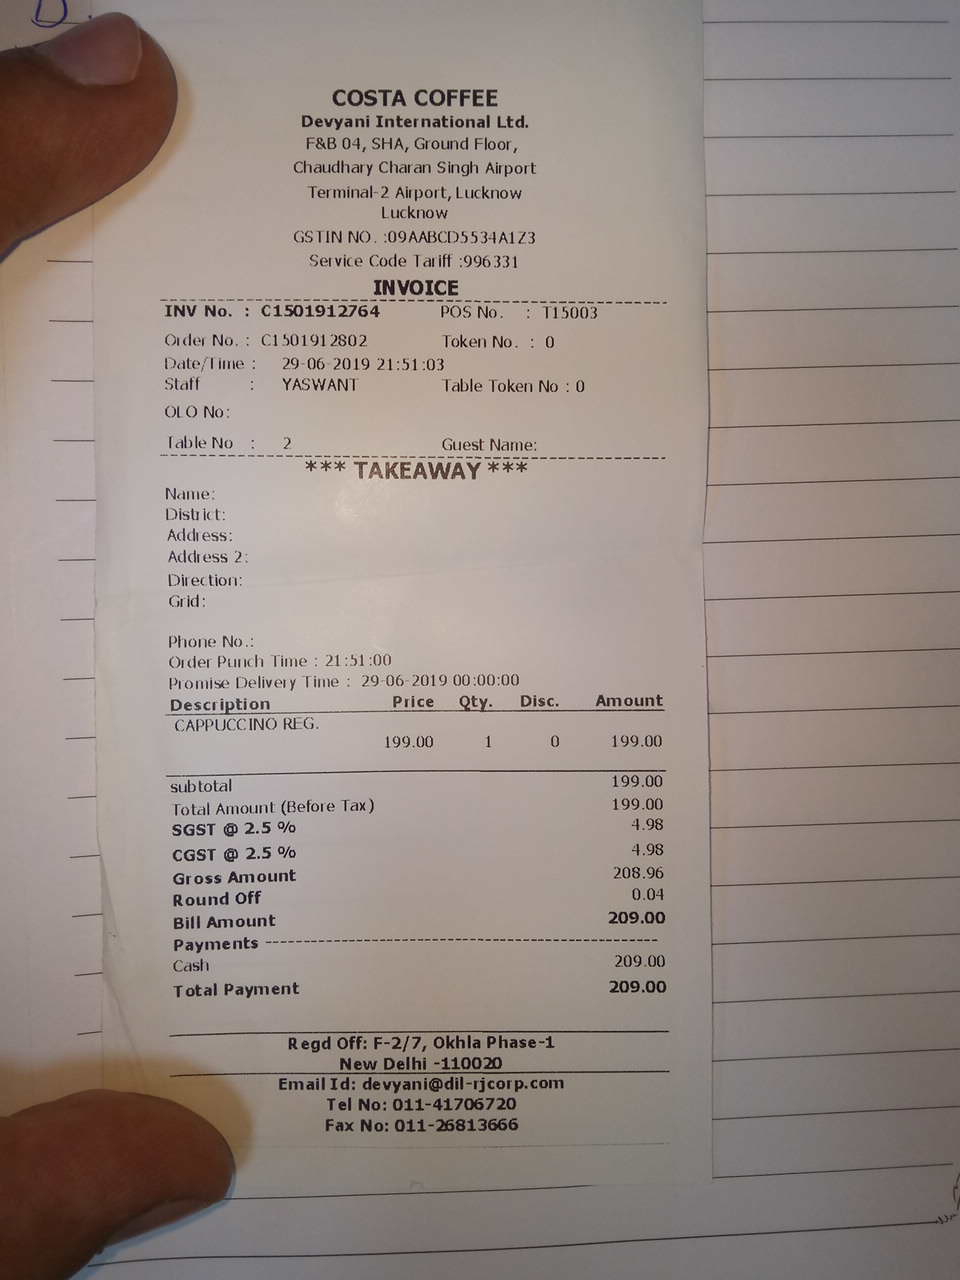 COSTA COFFEE
Devyani International Ltd.
F&B 04, SHA, Ground Floor,
Chaudhary Charan Singh Airport
Terminal-2 Airport, Lucknow
Lucknow
GSTIN NO. :09AABCD5534A1Z3
Service Code Tariff :996331
INVOICE
INV No. : C1501912764 POS No. : T15003
Order No. : C1501912802 Token No. : 0
Date/Time : 29-06-2019 21:51:03
Staff : YASWANT Table Token No : 0
OLO No:
Table No : 2 Guest Name:
*** TAKEAWAY ***
Name:
District:
Address:
Address 2:
Direction:
Grid:
Phone No.:
Order Punch Time : 21:51:00
Promise Delivery Time : 29-06-2019 00:00:00
Description Price Qty. Disc. Amount
CAPPUCCINO REG.
199.00 1 0 199.00
subtotal 199.00
Total Amount (Before Tax) 199.00
SGST @ 2.5 % 4.98
CGST @ 2.5 % 4.98
Gross Amount 208.96
Round Off 0.04
Bill Amount 209.00
Payments
Cash 209.00
Total Payment 209.00
Regd Off: F-2/7, Okhla Phase-1
New Delhi -110020
Email Id: devyani@dil-rjcorp.com
Tel No: 011-41706720
Fax No: 011-26813666